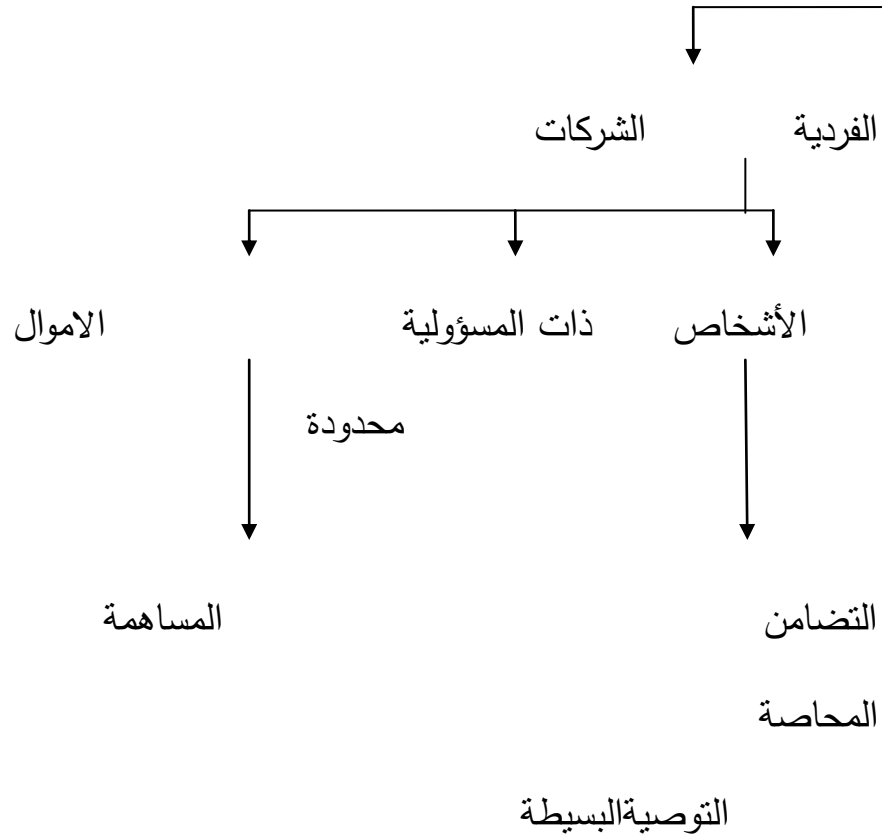 الفردية الشركات
الأشخاص ذات المسؤولية الاموال
محدودة
التضامن المساهمة
المحاصة
التوصيةالبسيطة